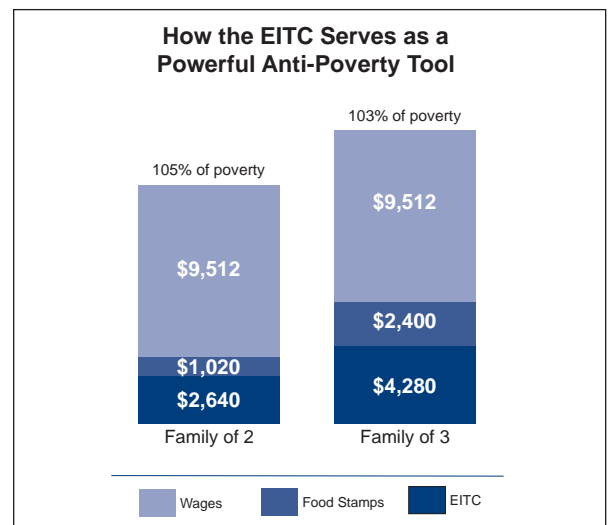 How the EITC Serves as a
Powerful Anti-Poverty Tool
103% of poverty
105% of poverty
$9,512
$9,512
$2,400
$1,020
$4,280
$2,640
Family of 2 Family of 3
Wages Food Stamps EITC